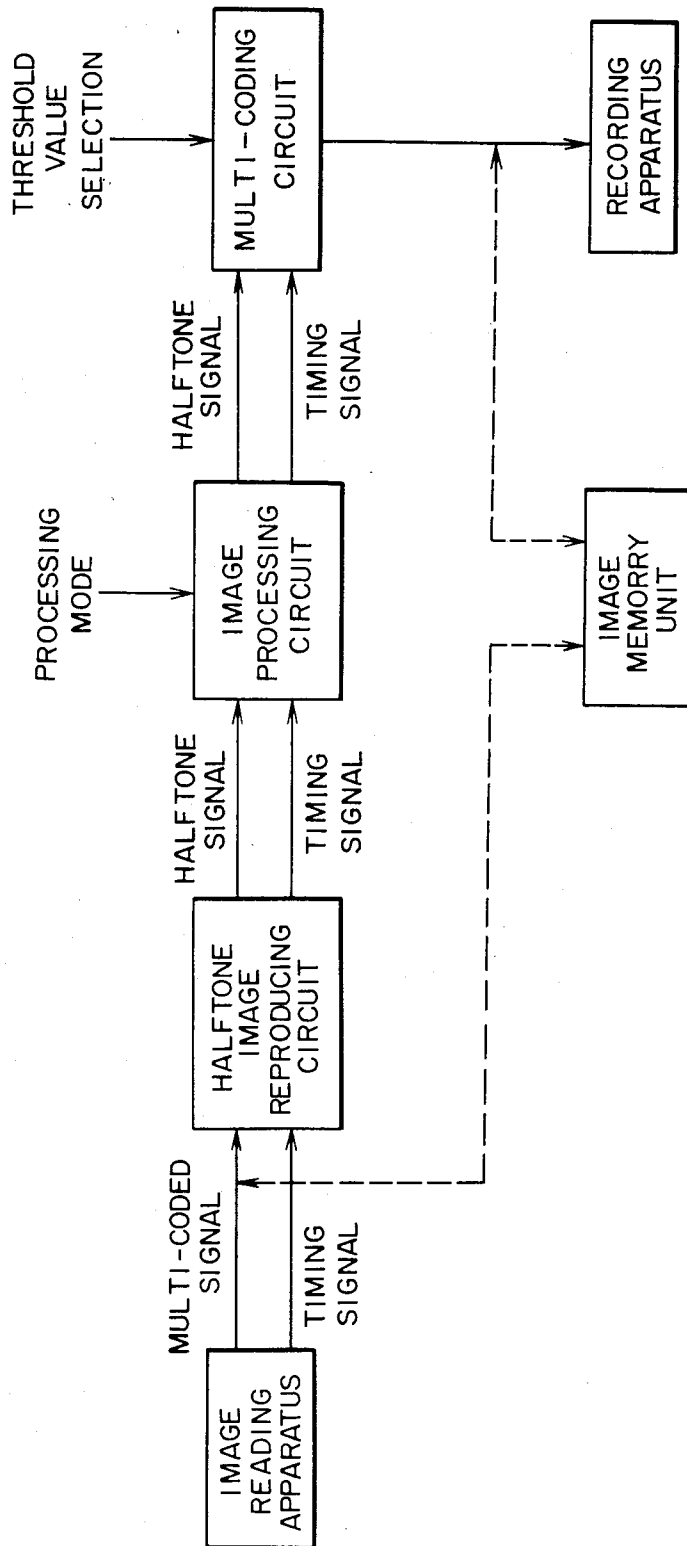 IMAGE
READING
APPARATUS
MULTI-CODED
SIGNAL
TIMING
SIGNAL
HALFTONE
IMAGE
REPRODUCING
CIRCUIT
HALFTONE
SIGNAL
TIMING
SIGNAL
PROCESSING
MODE
IMAGE
PROCESSING
CIRCUIT
HALFTONE
SIGNAL
TIMING
SIGNAL
THRESHOLD
VALUE
SELECTION
MULTI-CODING
CIRCUIT
IMAGE
MEMORRY
UNIT
RECORDING
APPARATUS